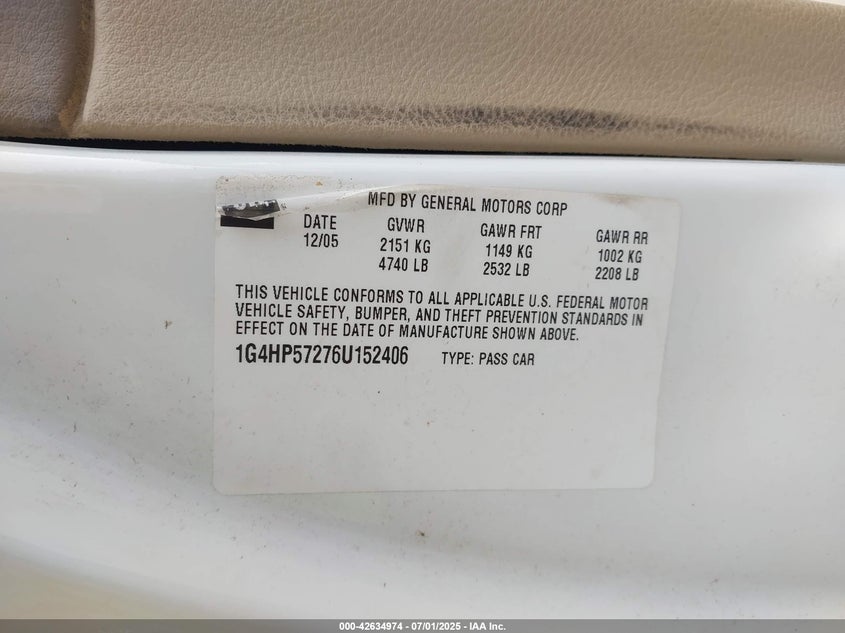 MFD BY GENERAL MOTORS CORP
DATE GVWR GAWR FRT GAWR RR
12/05 2151 KG 1149 KG 1002 KG
4740 LB 2532 LB 2208 LB
THIS VEHICLE CONFORMS TO ALL APPLICABLE U.S. FEDERAL MOTOR
VEHICLE SAFETY, BUMPER, AND THEFT PREVENTION STANDARDS IN
EFFECT ON THE DATE OF MANUFACTURE SHOWN ABOVE.
1G4HP57276U152406 TYPE: PASS CAR
000-42634974 / 07/01/2025 - IAA Inc.